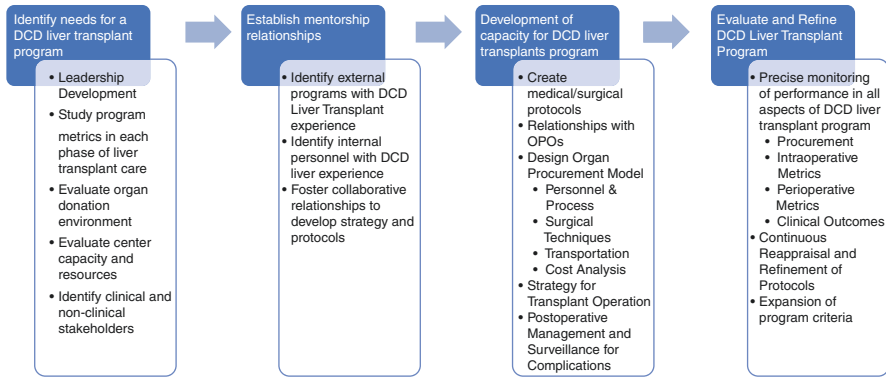 Identify needs for a
DCD liver transplant
program
• Leadership
Development
• Study program
metrics in each
phase of liver
transplant care
• Evaluate organ
donation
environment
• Evaluate center
capacity and
resources
• Identify clinical and
non-clinical
stakeholders
Establish mentorship
relationships
• Identify external
programs with DCD
Liver Transplant
experience
• Identify internal
personnel with DCD
liver experience
• Foster collaborative
relationships to
develop strategy and
protocols
Development of
capacity for DCD liver
transplants program
• Create
medical/surgical
protocols
• Relationships with
OPOs
• Design Organ
Procurement Model
• Personnel &
Process
• Surgical
Techniques
• Transportation
• Cost Analysis
• Strategy for
Transplant Operation
• Postoperative
Management and
Surveillance for
Complications
Evaluate and Refine
DCD Liver Transplant
Program
• Precise monitoring
of performance in all
aspects of DCD liver
transplant program
• Procurement
• Intraoperative
Metrics
• Perioperative
Metrics
• Clinical Outcomes
• Continuous
Reappraisal and
Refinement of
Protocols
• Expansion of
program criteria